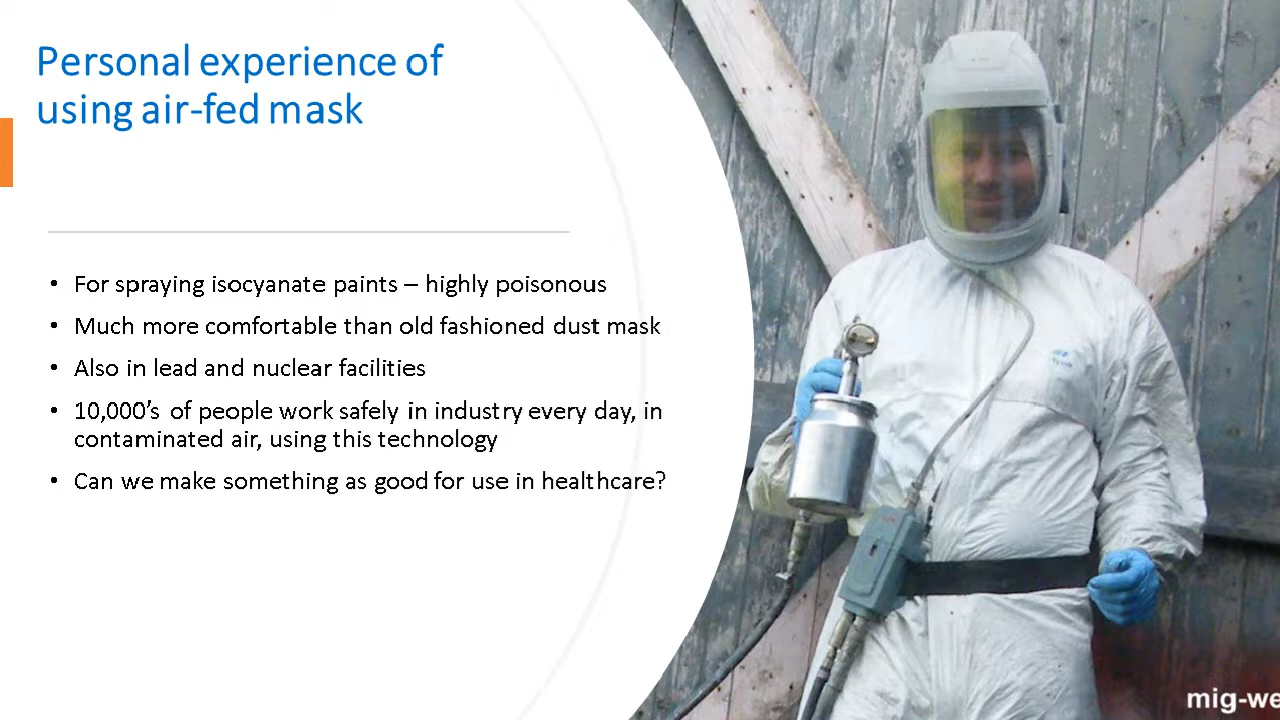 Personal experience of
using air-fed mask
• For spraying isocyanate paints – highly poisonous
• Much more comfortable than old fashioned dust mask
• Also in lead and nuclear facilities
• 10,000’s of people work safely in industry every day, in
contaminated air, using this technology
• Can we make something as good for use in healthcare?
mig-we